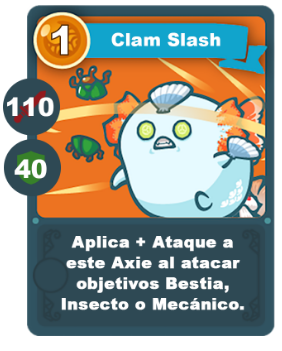 1
Clam Slash
110
40
Aplica + Ataque a
este Axie al atacar
objetivos Bestia,
Insecto o Mecánico.